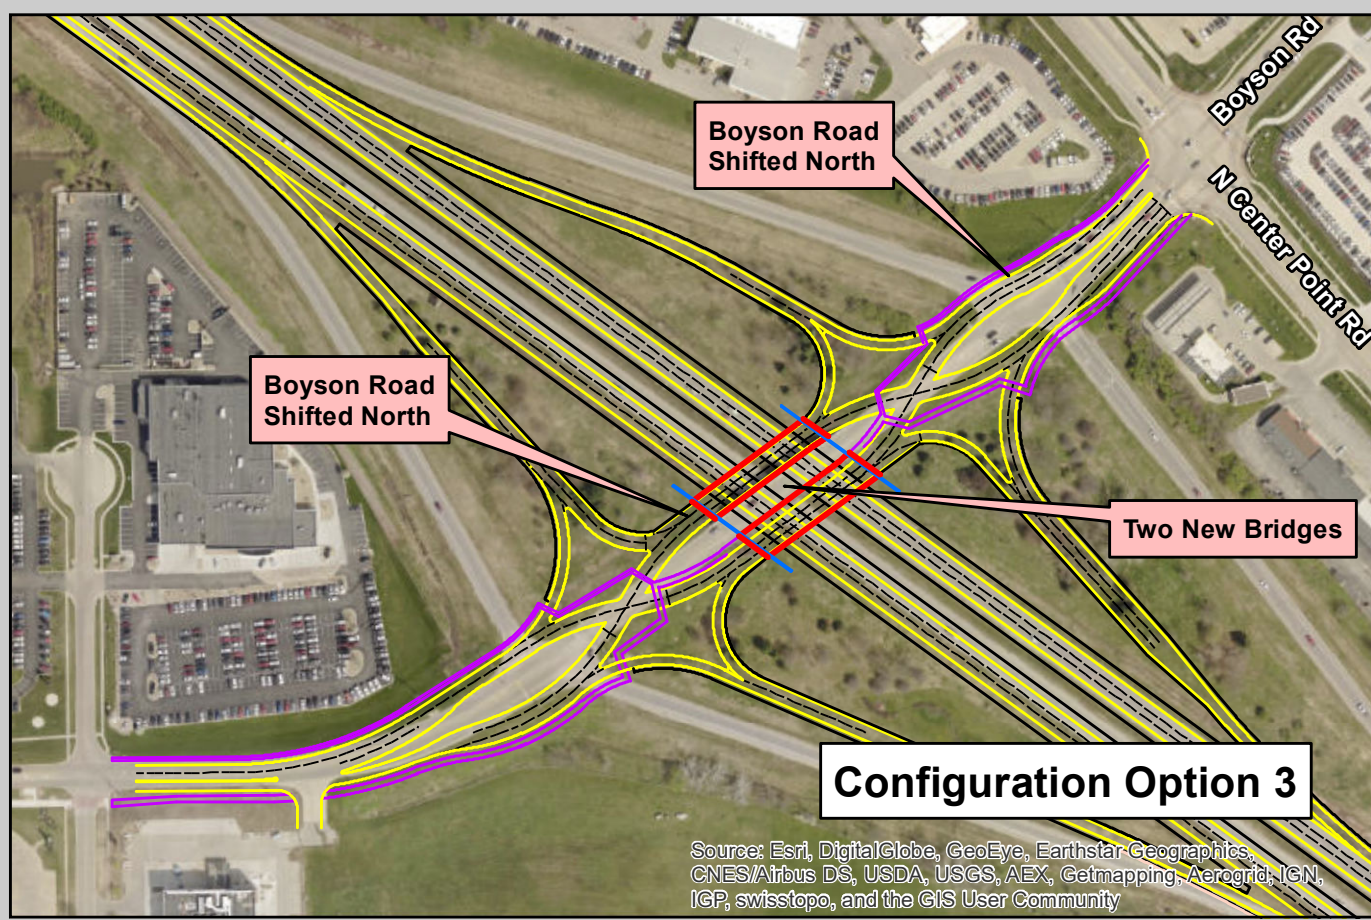 Boyson Rd
Boyson Road
Shifted North
N Center Point Rd
Boyson Road
Shifted North
Two New Bridges
Configuration Option 3
Source: Esri, DigitalGlobe, GeoEye, Earthstar Geographics,
CNES/Airbus DS, USDA, USGS, AEX, Getmapping, Aerogrid, IGN,
IGP, swisstopo, and the GIS User Community